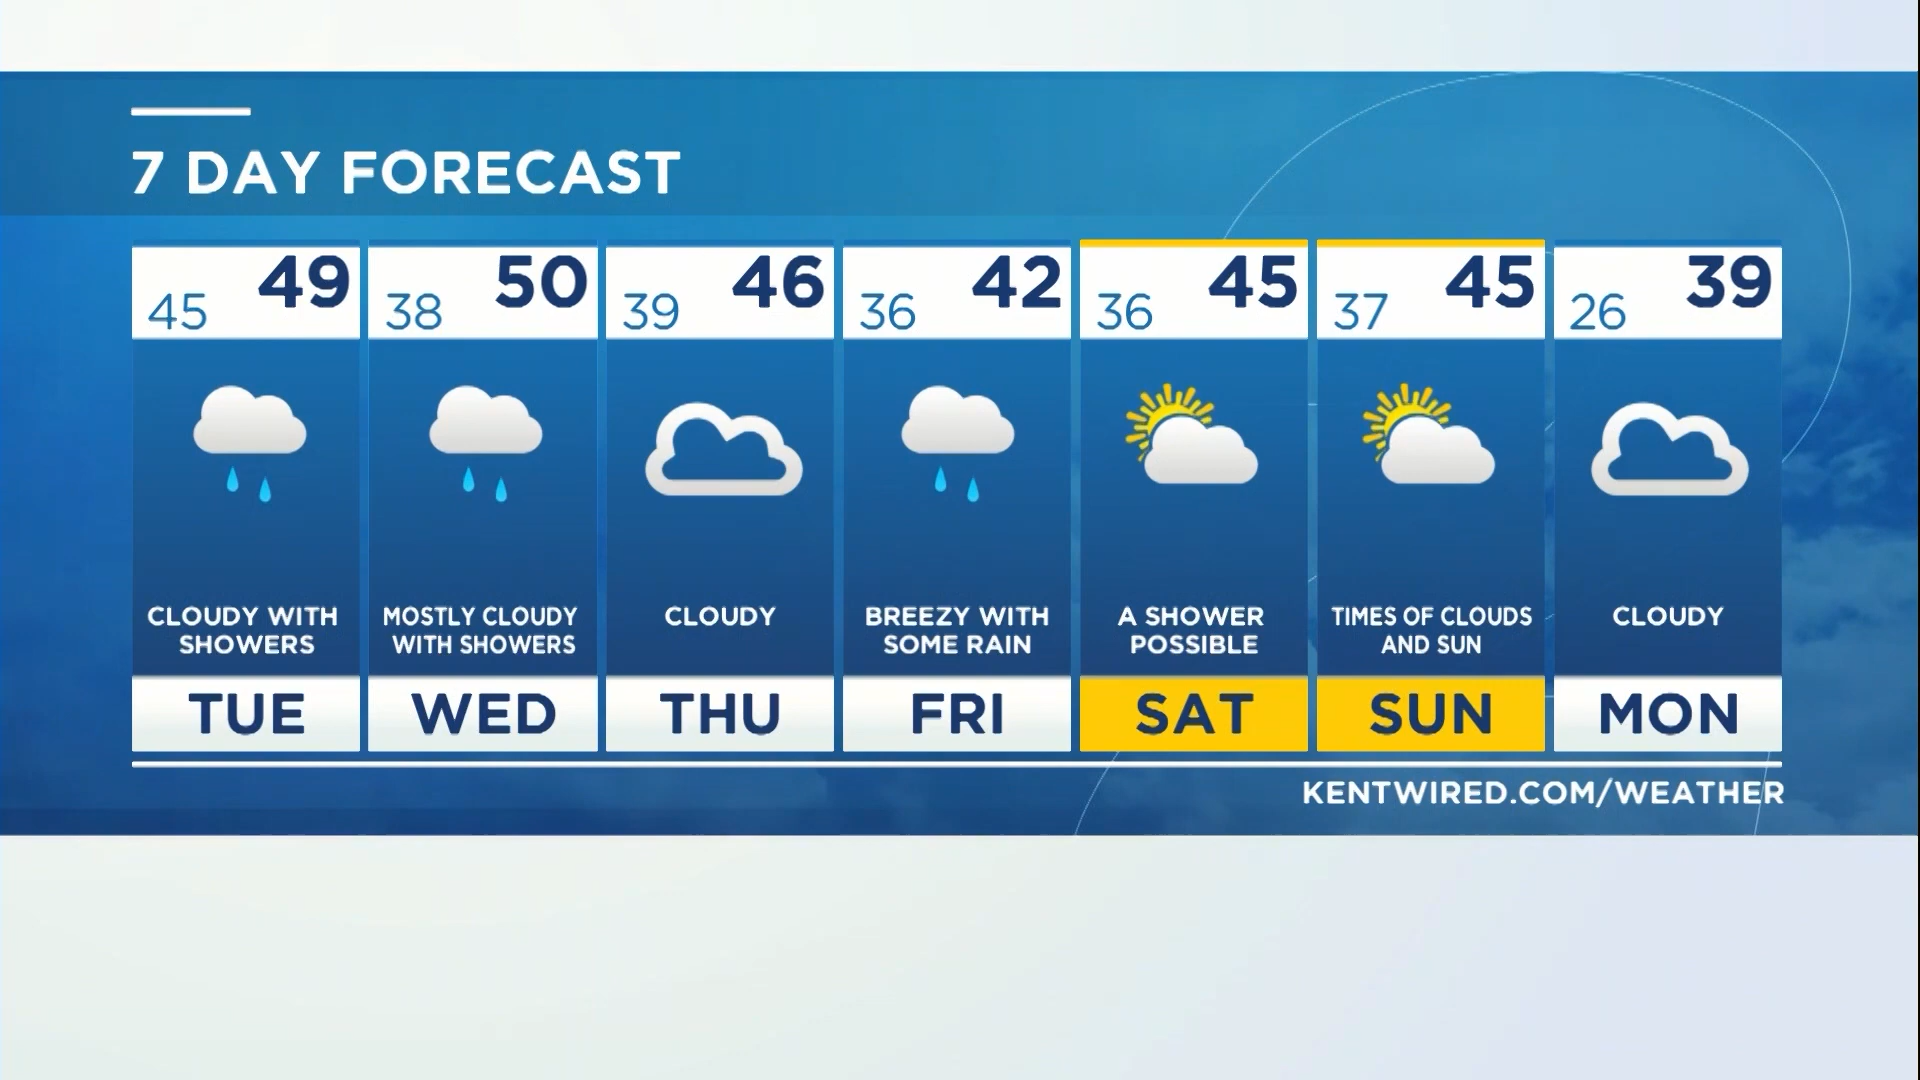 7 DAY FORECAST
45 49
38 50
39 46
36 42
36 45
37 45
26 39
CLOUDY WITH
SHOWERS
MOSTLY CLOUDY
WITH SHOWERS
CLOUDY
BREEZY WITH
SOME RAIN
A SHOWER
POSSIBLE
TIMES OF CLOUDS
AND SUN
CLOUDY
TUE
WED
THU
FRI
SAT
SUN
MON
KENTWIRED.COM/WEATHER